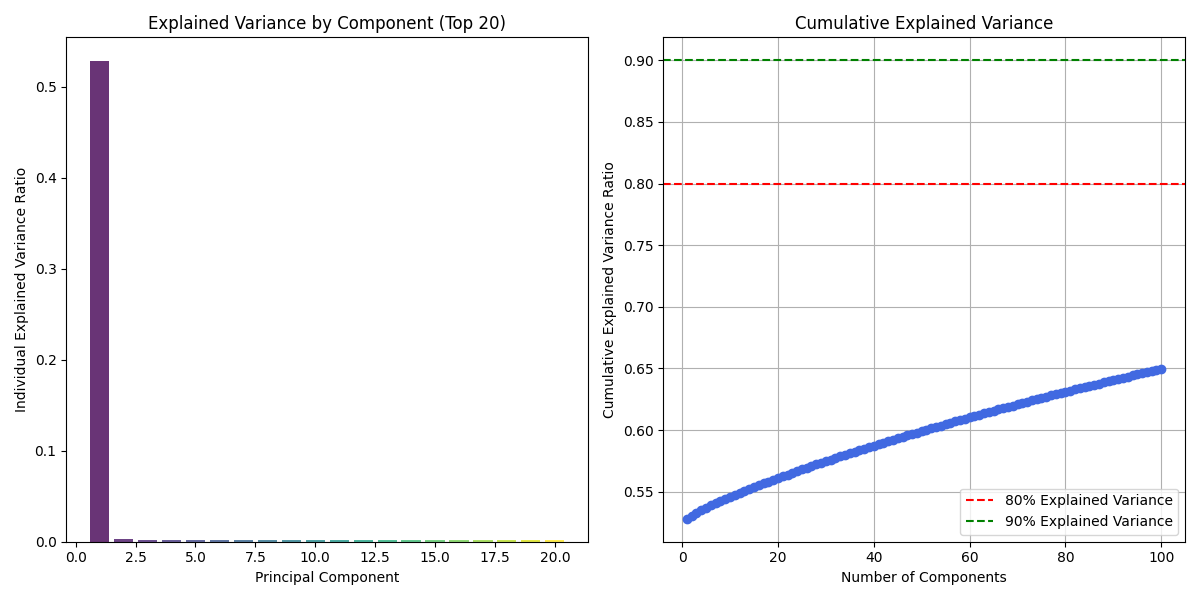 Explained Variance by Component (Top 20)
Individual Explained Variance Ratio
0.5
0.4
0.3
0.2
0.1
0.0
0.0 2.5 5.0 7.5 10.0 12.5 15.0 17.5 20.0
Principal Component
Cumulative Explained Variance
Cumulative Explained Variance Ratio
0.90
0.85
0.80
0.75
0.70
0.65
0.60
0.55
80% Explained Variance
90% Explained Variance
0 20 40 60 80 100
Number of Components